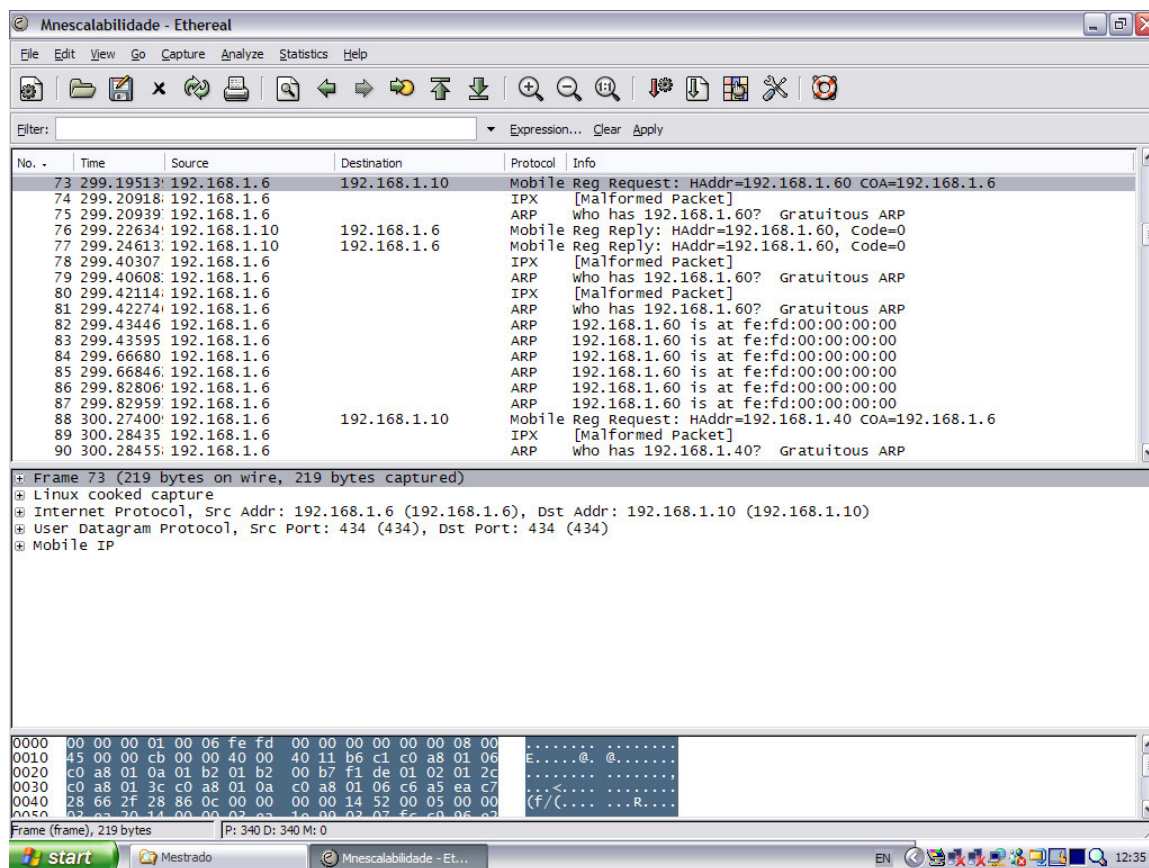 Mnescalabilidade - Ethereal
File Edit View Go Capture Analyze Statistics Help
Filter: Expression... Clear Apply
No. Time Source Destination Protocol Info
73 299.19513 192.168.1.6 192.168.1.10 Mobile Reg Request: HAddr=192.168.1.60 COA=192.168.1.6
74 299.20918 192.168.1.6 IPX [Malformed Packet]
75 299.20939 192.168.1.6 ARP Who has 192.168.1.60? Gratuitous ARP
76 299.22634 192.168.1.10 192.168.1.6 Mobile Reg Reply: HAddr=192.168.1.60, Code=0
77 299.24613 192.168.1.10 192.168.1.6 Mobile Reg Reply: HAddr=192.168.1.60, Code=0
78 299.40307 192.168.1.6 IPX [Malformed Packet]
79 299.40608 192.168.1.6 ARP Who has 192.168.1.60? Gratuitous ARP
80 299.42114 192.168.1.6 IPX [Malformed Packet]
81 299.42274 192.168.1.6 ARP Who has 192.168.1.60? Gratuitous ARP
82 299.43446 192.168.1.6 ARP 192.168.1.60 is at fe:fd:00:00:00:00
83 299.43595 192.168.1.6 ARP 192.168.1.60 is at fe:fd:00:00:00:00
84 299.66680 192.168.1.6 ARP 192.168.1.60 is at fe:fd:00:00:00:00
85 299.66846 192.168.1.6 ARP 192.168.1.60 is at fe:fd:00:00:00:00
86 299.82806 192.168.1.6 ARP 192.168.1.60 is at fe:fd:00:00:00:00
87 299.82959 192.168.1.6 ARP 192.168.1.60 is at fe:fd:00:00:00:00
88 300.27400 192.168.1.6 192.168.1.10 Mobile Reg Request: HAddr=192.168.1.40 COA=192.168.1.6
89 300.28435 192.168.1.6 IPX [Malformed Packet]
90 300.28455 192.168.1.6 ARP Who has 192.168.1.40? Gratuitous ARP
Frame 73 (219 bytes on wire, 219 bytes captured)
Linux cooked capture
Internet Protocol, Src Addr: 192.168.1.6 (192.168.1.6), Dst Addr: 192.168.1.10 (192.168.1.10)
User Datagram Protocol, Src Port: 434 (434), Dst Port: 434 (434)
Mobile IP
0000 00 00 00 01 00 06 fe fd 00 00 00 00 00 00 08 00 ........ ........
0010 45 00 00 cb 00 00 40 00 40 11 b6 c1 c0 a8 01 06 E.....@. @.......
0020 c0 a8 01 0a 01 b2 01 b2 00 b7 f1 de 01 02 01 2c ........ .......,
0030 c0 a8 01 3c c0 a8 01 0a c0 a8 01 06 c6 a5 ea c7 ...<.... ........
0040 28 66 2f 28 86 0c 00 00 00 00 14 52 00 05 00 00 (f/(.... ...R....
0050
Frame (frame), 219 bytes P: 340 D: 340 M: 0
start Mestrado Mnescalabilidade - Et... EN 12:35